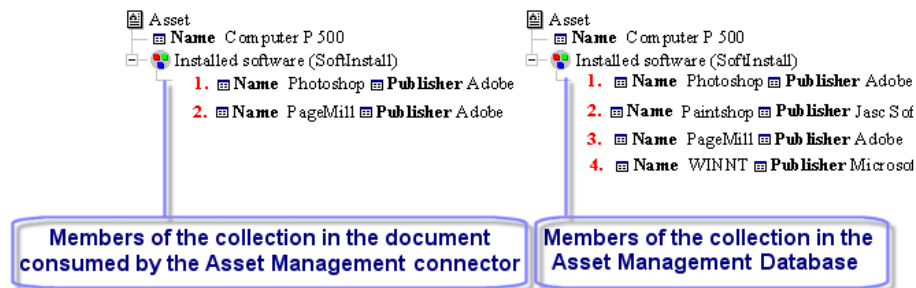 Asset
Name Computer P 500
Installed software (SoftInstall)
1. Name Photoshop Publisher Adobe
2. Name PageMill Publisher Adobe
Members of the collection in the document
consumed by the Asset Management connector
Asset
Name Computer P 500
Installed software (SoftInstall)
1. Name Photoshop Publisher Adobe
2. Name Paintshop Publisher Jasc Sof
3. Name PageMill Publisher Adobe
4. Name WINNT Publisher Microsof
Members of the collection in the
Asset Management Database